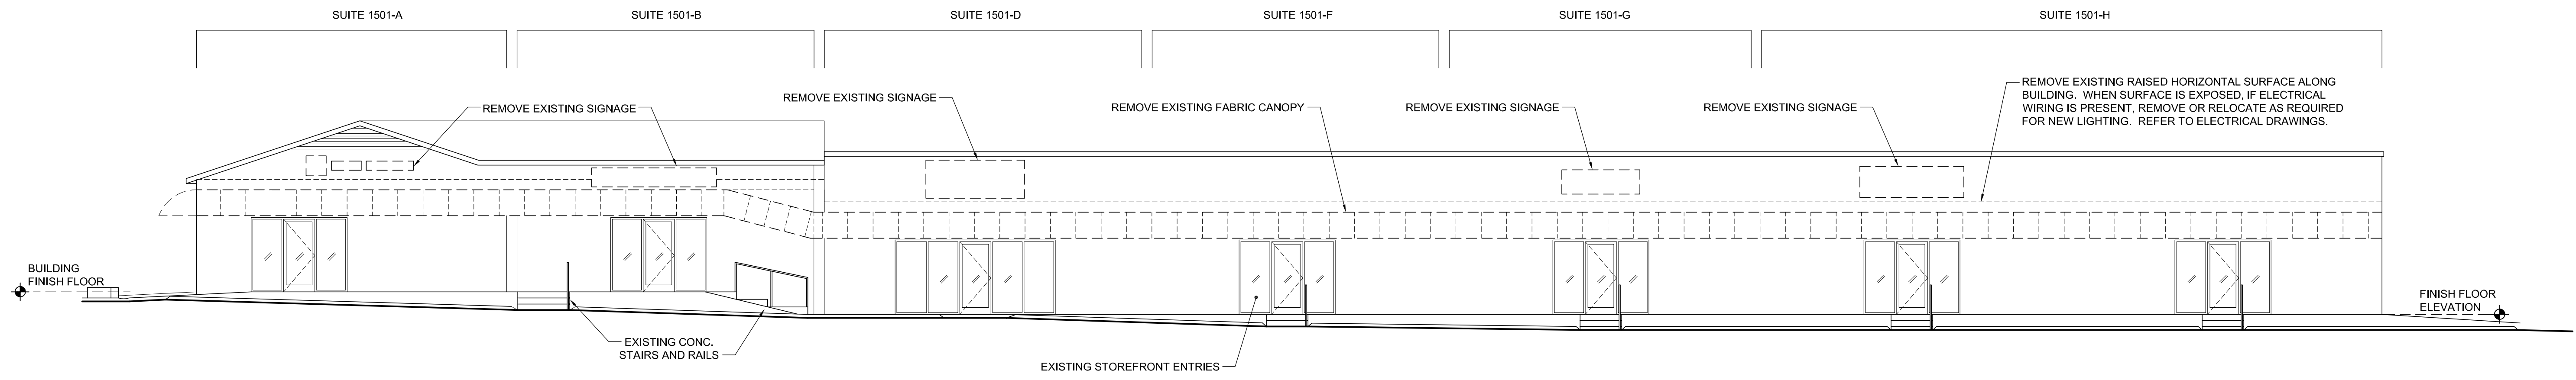 SUITE 1501-A
SUITE 1501-B
SUITE 1501-D
SUITE 1501-F
SUITE 1501-G
SUITE 1501-H
REMOVE EXISTING SIGNAGE
REMOVE EXISTING SIGNAGE
REMOVE EXISTING FABRIC CANOPY
REMOVE EXISTING SIGNAGE
REMOVE EXISTING SIGNAGE
REMOVE EXISTING RAISED HORIZONTAL SURFACE ALONG
BUILDING. WHEN SURFACE IS EXPOSED, IF ELECTRICAL
WIRING IS PRESENT, REMOVE OR RELOCATE AS REQUIRED
FOR NEW LIGHTING. REFER TO ELECTRICAL DRAWINGS.
BUILDING
FINISH FLOOR
FINISH FLOOR
ELEVATION
EXISTING CONC.
STAIRS AND RAILS
EXISTING STOREFRONT ENTRIES